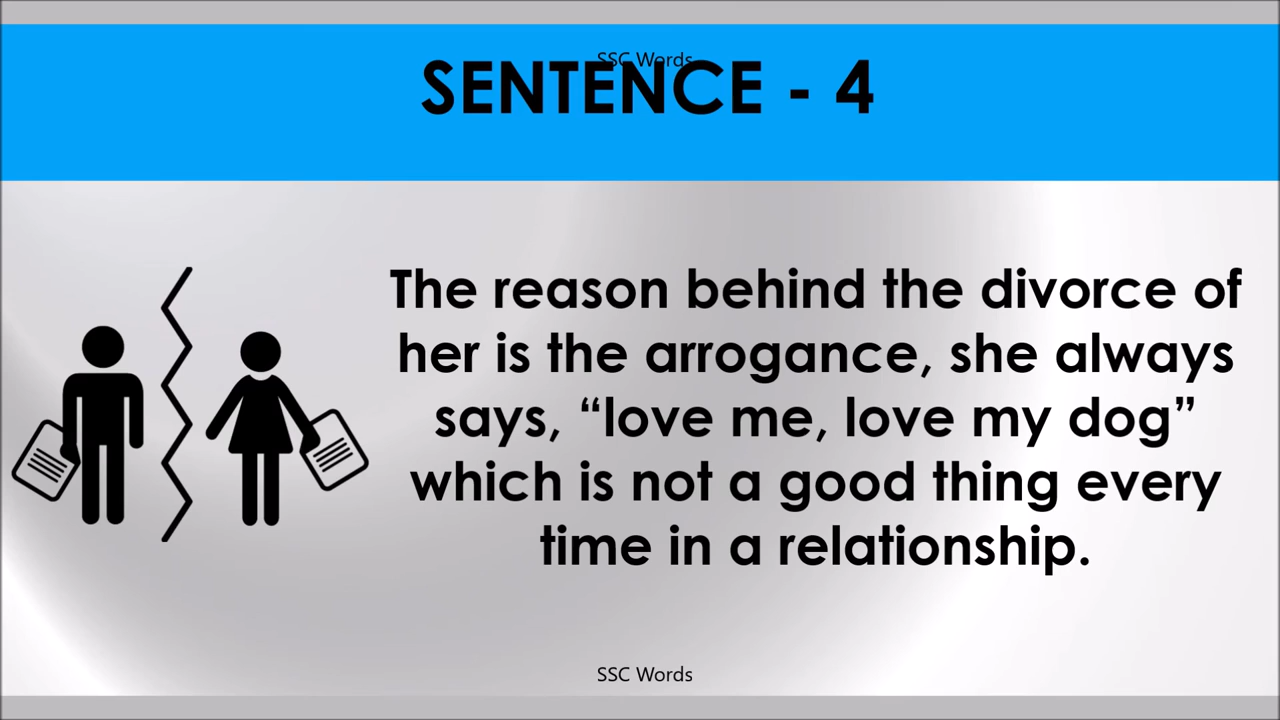 SSC Words
SENTENCE - 4
The reason behind the divorce of
her is the arrogance, she always
says, “love me, love my dog”
which is not a good thing every
time in a relationship.
SSC Words